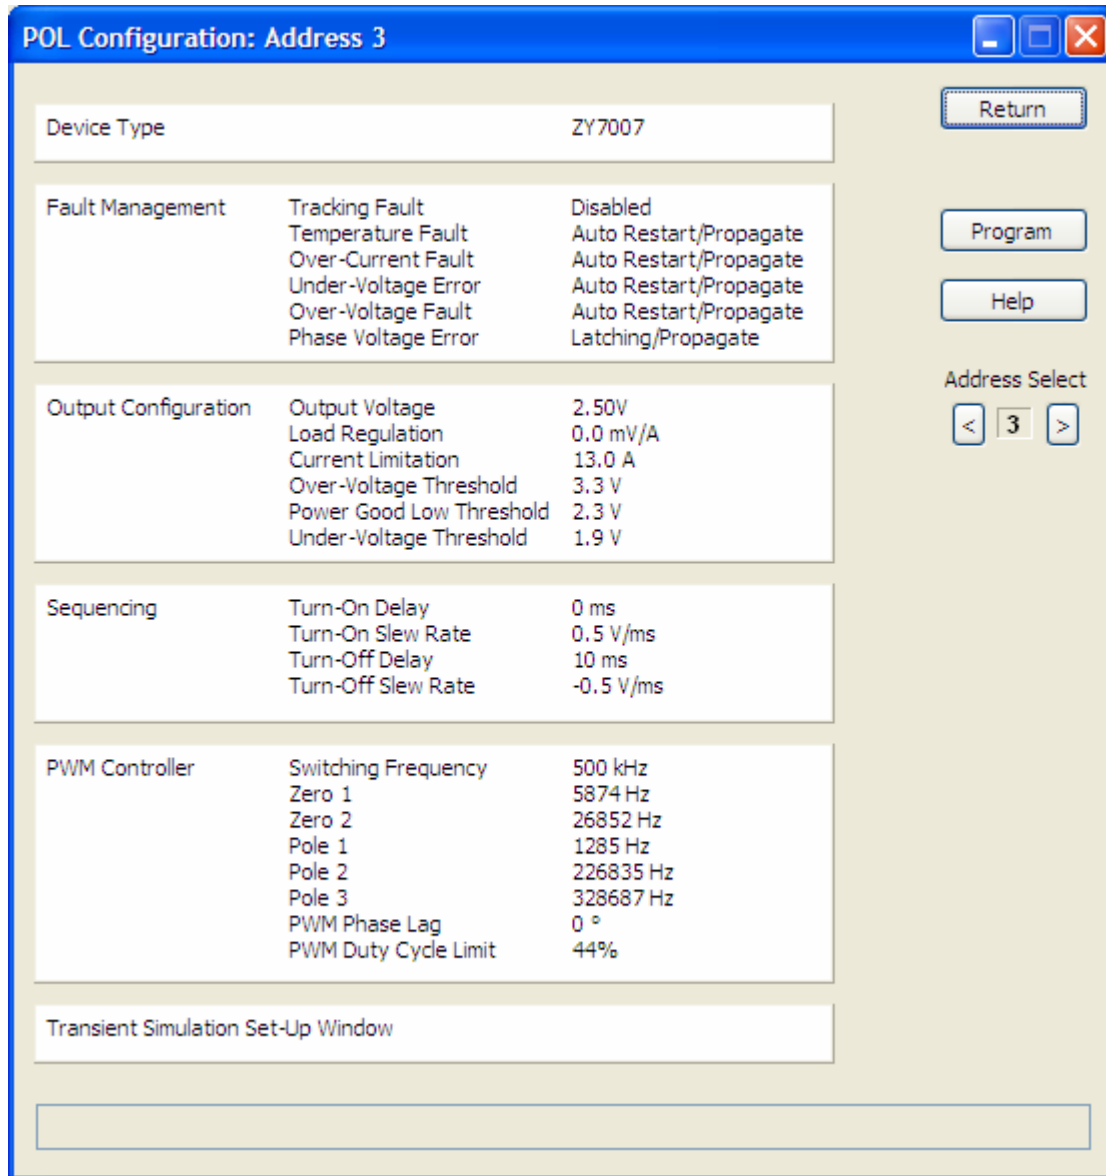 POL Configuration: Address 3
Return
Device Type ZY7007
Fault Management Tracking Fault Disabled
Temperature Fault Auto Restart/Propagate
Program
Over-Current Fault Auto Restart/Propagate
Under-Voltage Error Auto Restart/Propagate
Over-Voltage Fault Auto Restart/Propagate
Help
Phase Voltage Error Latching/Propagate
Address Select
< 3 >
Output Configuration Output Voltage 2.50V
Load Regulation 0.0 mV/A
Current Limitation 13.0 A
Over-Voltage Threshold 3.3 V
Power Good Low Threshold 2.3 V
Under-Voltage Threshold 1.9 V
Sequencing Turn-On Delay 0 ms
Turn-On Slew Rate 0.5 V/ms
Turn-Off Delay 10 ms
Turn-Off Slew Rate -0.5 V/ms
PWM Controller Switching Frequency 500 kHz
Zero 1 5874 Hz
Zero 2 26852 Hz
Pole 1 1285 Hz
Pole 2 226835 Hz
Pole 3 328687 Hz
PWM Phase Lag 0 °
PWM Duty Cycle Limit 44%
Transient Simulation Set-Up Window